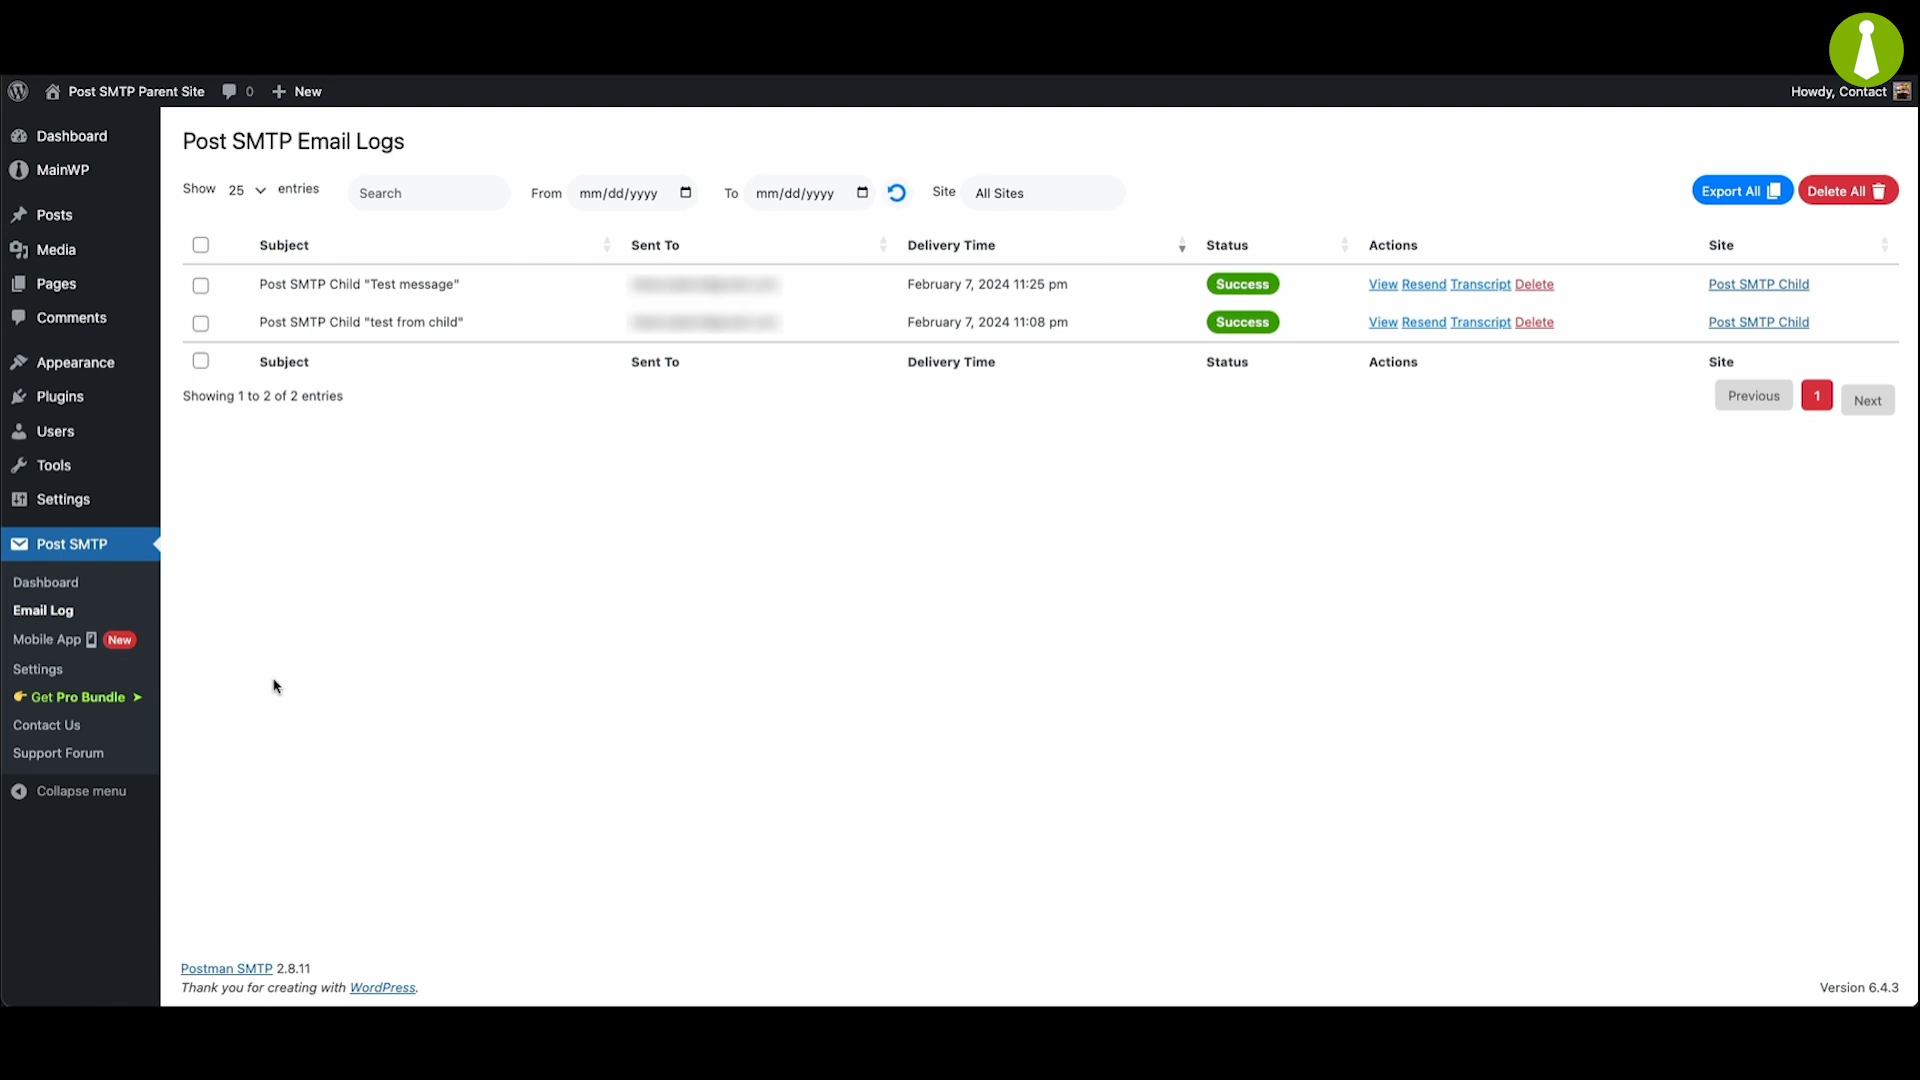 Post SMTP Parent Site 0 New
Howdy, Contact
Dashboard
MainWP
Posts
Media
Pages
Comments
Appearance
Plugins
Users
Tools
Settings
Post SMTP
Dashboard
Email Log
Mobile App New
Settings
Get Pro Bundle ➤
Contact Us
Support Forum
Collapse menu
Post SMTP Email Logs
Show 25 entries Search From mm/dd/yyyy To mm/dd/yyyy Site All Sites Export All Delete All
Subject Sent To Delivery Time Status Actions Site
Post SMTP Child "Test message" February 7, 2024 11:25 pm Success View Resend Transcript Delete Post SMTP Child
Post SMTP Child "test from child" February 7, 2024 11:08 pm Success View Resend Transcript Delete Post SMTP Child
Subject Sent To Delivery Time Status Actions Site
Showing 1 to 2 of 2 entries Previous 1 Next
Postman SMTP 2.8.11
Thank you for creating with WordPress. Version 6.4.3